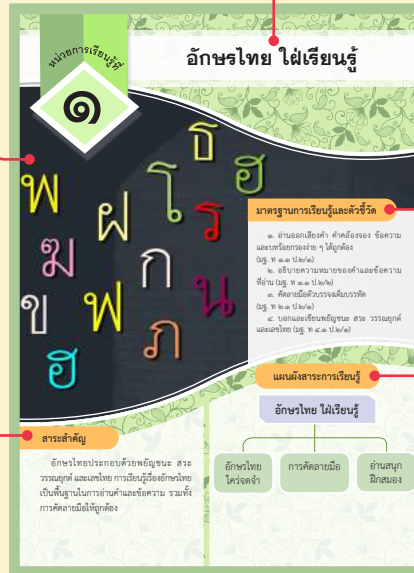 หน่วยการเรียนรู้ที่
๑
อักษรไทย ใฝ่เรียนรู้
ธ
พ
ฝ
โ
ร
ฮ
ฆ
ก
ร
ข
ฟ
น
ฮ
ภ
มาตรฐานการเรียนรู้และตัวชี้วัด
๑. อ่านออกเสียงคำ คำคล้องจอง ข้อความ
และบทร้อยกรองง่าย ๆ ได้ถูกต้อง
(มฐ. ท ๑.๑ ป.๒/๑)
๒. อธิบายความหมายของคำและข้อความ
ที่อ่าน (มฐ. ท ๑.๑ ป.๒/๒)
๓. คัดลายมือตัวบรรจงเต็มบรรทัด
(มฐ. ท ๒.๑ ป.๒/๑)
๔. บอกและเขียนพยัญชนะ สระ วรรณยุกต์
และเลขไทย (มฐ. ท ๔.๑ ป.๒/๑)
แผนผังสาระการเรียนรู้
อักษรไทย ใฝ่เรียนรู้
อักษรไทย
ใคร่จดจำ
การคัดลายมือ
อ่านสนุก
ฝึกสมอง
สาระสำคัญ
อักษรไทยประกอบด้วยพยัญชนะ สระ
วรรณยุกต์ และเลขไทย การเรียนรู้เรื่องอักษรไทย
เป็นพื้นฐานในการอ่านคำและข้อความ รวมทั้ง
การคัดลายมือให้ถูกต้อง